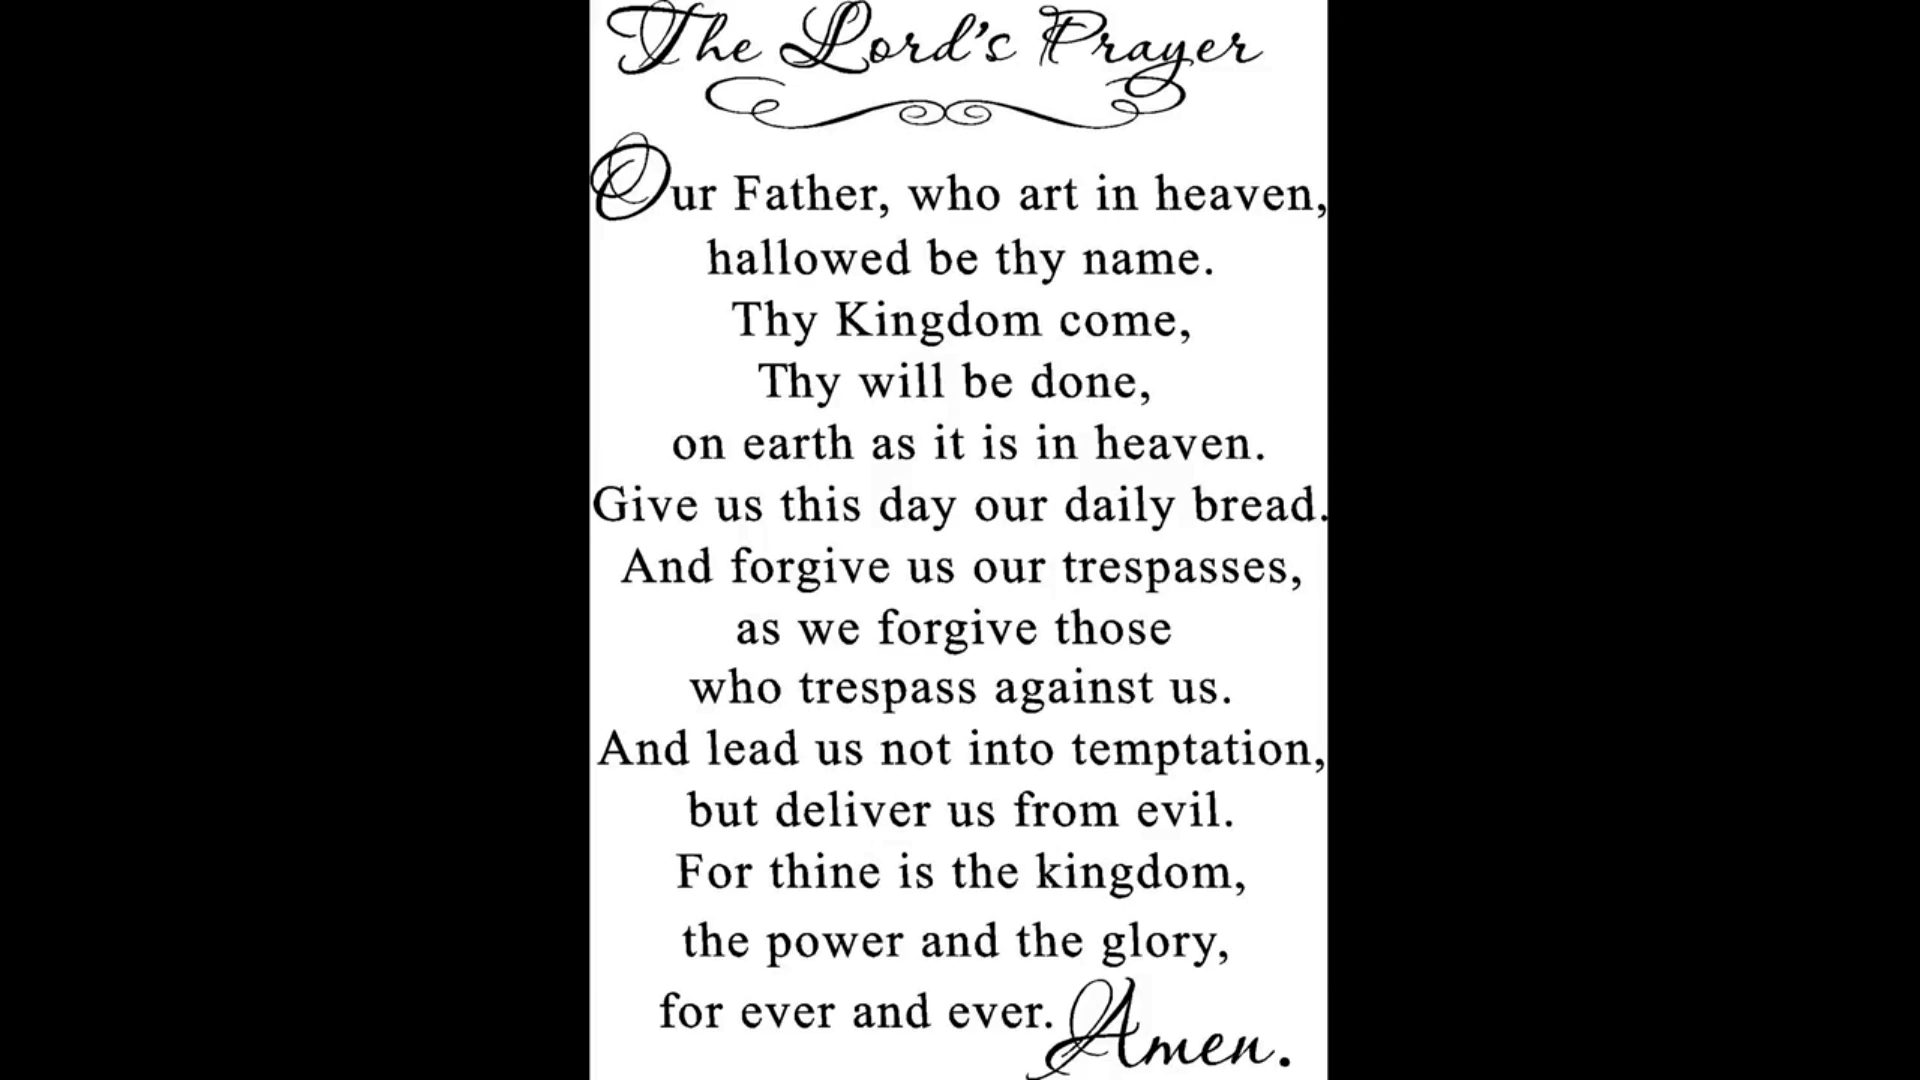 The Lord's Prayer
Our Father, who art in heaven,
hallowed be thy name.
Thy Kingdom come,
Thy will be done,
on earth as it is in heaven.
Give us this day our daily bread.
And forgive us our trespasses,
as we forgive those
who trespass against us.
And lead us not into temptation,
but deliver us from evil.
For thine is the kingdom,
the power and the glory,
for ever and ever. Amen.